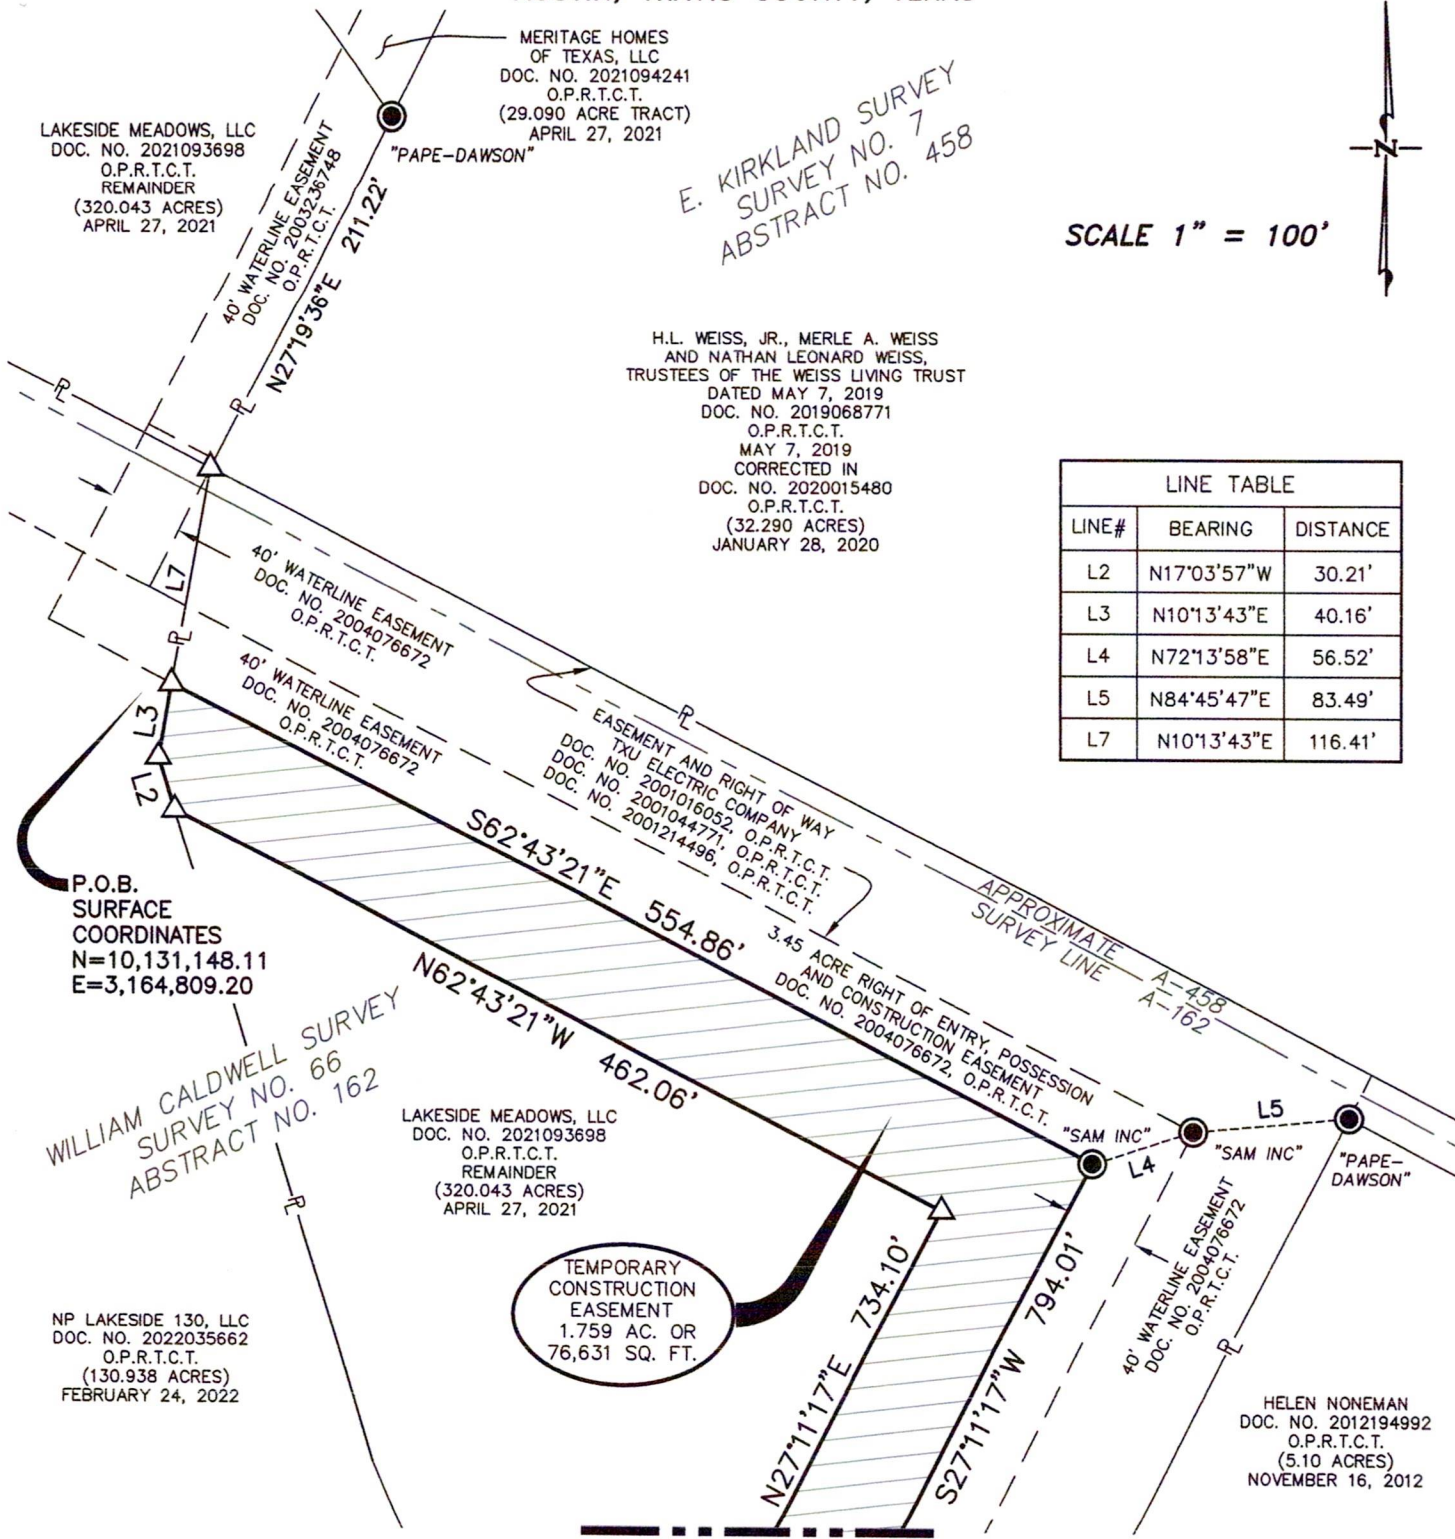 MERITAGE HOMES
OF TEXAS, LLC
DOC. NO. 2021094241
O.P.R.T.C.T.
(29.090 ACRE TRACT)
APRIL 27, 2021
LAKESIDE MEADOWS, LLC
DOC. NO. 2021093698
O.P.R.T.C.T.
REMAINDER
(320.043 ACRES)
APRIL 27, 2021
"PAPE-DAWSON"
40' WATERLINE EASEMENT
DOC. NO. 2003236748
O.P.R.T.C.T.
N27°19'36"E 211.22'
E. KIRKLAND SURVEY
SURVEY NO. 7
ABSTRACT NO. 458
N
SCALE 1" = 100'
H.L. WEISS, JR., MERLE A. WEISS
AND NATHAN LEONARD WEISS,
TRUSTEES OF THE WEISS LIVING TRUST
DATED MAY 7, 2019
DOC. NO. 2019068771
O.P.R.T.C.T.
MAY 7, 2019
CORRECTED IN
DOC. NO. 2020015480
O.P.R.T.C.T.
(32.290 ACRES)
JANUARY 28, 2020
LINE TABLE
LINE# BEARING DISTANCE
L2 N17°03'57"W 30.21'
L3 N10°13'43"E 40.16'
L4 N72°13'58"E 56.52'
L5 N84°45'47"E 83.49'
L7 N10°13'43"E 116.41'
PL
PL
L7
PL
40' WATERLINE EASEMENT
DOC. NO. 2004076672
O.P.R.T.C.T.
40' WATERLINE EASEMENT
DOC. NO. 2004076672
O.P.R.T.C.T.
L3
L2
PL
EASEMENT AND RIGHT OF WAY
TXU ELECTRIC COMPANY
DOC. NO. 2001016052, O.P.R.T.C.T.
DOC. NO. 2001044771, O.P.R.T.C.T.
DOC. NO. 2001214496, O.P.R.T.C.T.
S62°43'21"E 554.86'
P.O.B.
SURFACE
COORDINATES
N=10,131,148.11
E=3,164,809.20
N62°43'21"W 462.06'
3.45 ACRE RIGHT OF ENTRY, POSSESSION
AND CONSTRUCTION EASEMENT
DOC. NO. 2004076672, O.P.R.T.C.T.
APPROXIMATE A-458
SURVEY LINE A-162
WILLIAM CALDWELL SURVEY
SURVEY NO. 66
ABSTRACT NO. 162
LAKESIDE MEADOWS, LLC
DOC. NO. 2021093698
O.P.R.T.C.T.
REMAINDER
(320.043 ACRES)
APRIL 27, 2021
"SAM INC"
L4
L5
"SAM INC"
"PAPE-
DAWSON"
PL
TEMPORARY
CONSTRUCTION
EASEMENT
1.759 AC. OR
76,631 SQ. FT.
N27°11'17"E 734.10'
S27°11'17"W 794.01'
40' WATERLINE EASEMENT
DOC. NO. 2004076672
O.P.R.T.C.T.
PL
NP LAKESIDE 130, LLC
DOC. NO. 2022035662
O.P.R.T.C.T.
(130.938 ACRES)
FEBRUARY 24, 2022
HELEN NONEMAN
DOC. NO. 2012194992
O.P.R.T.C.T.
(5.10 ACRES)
NOVEMBER 16, 2012